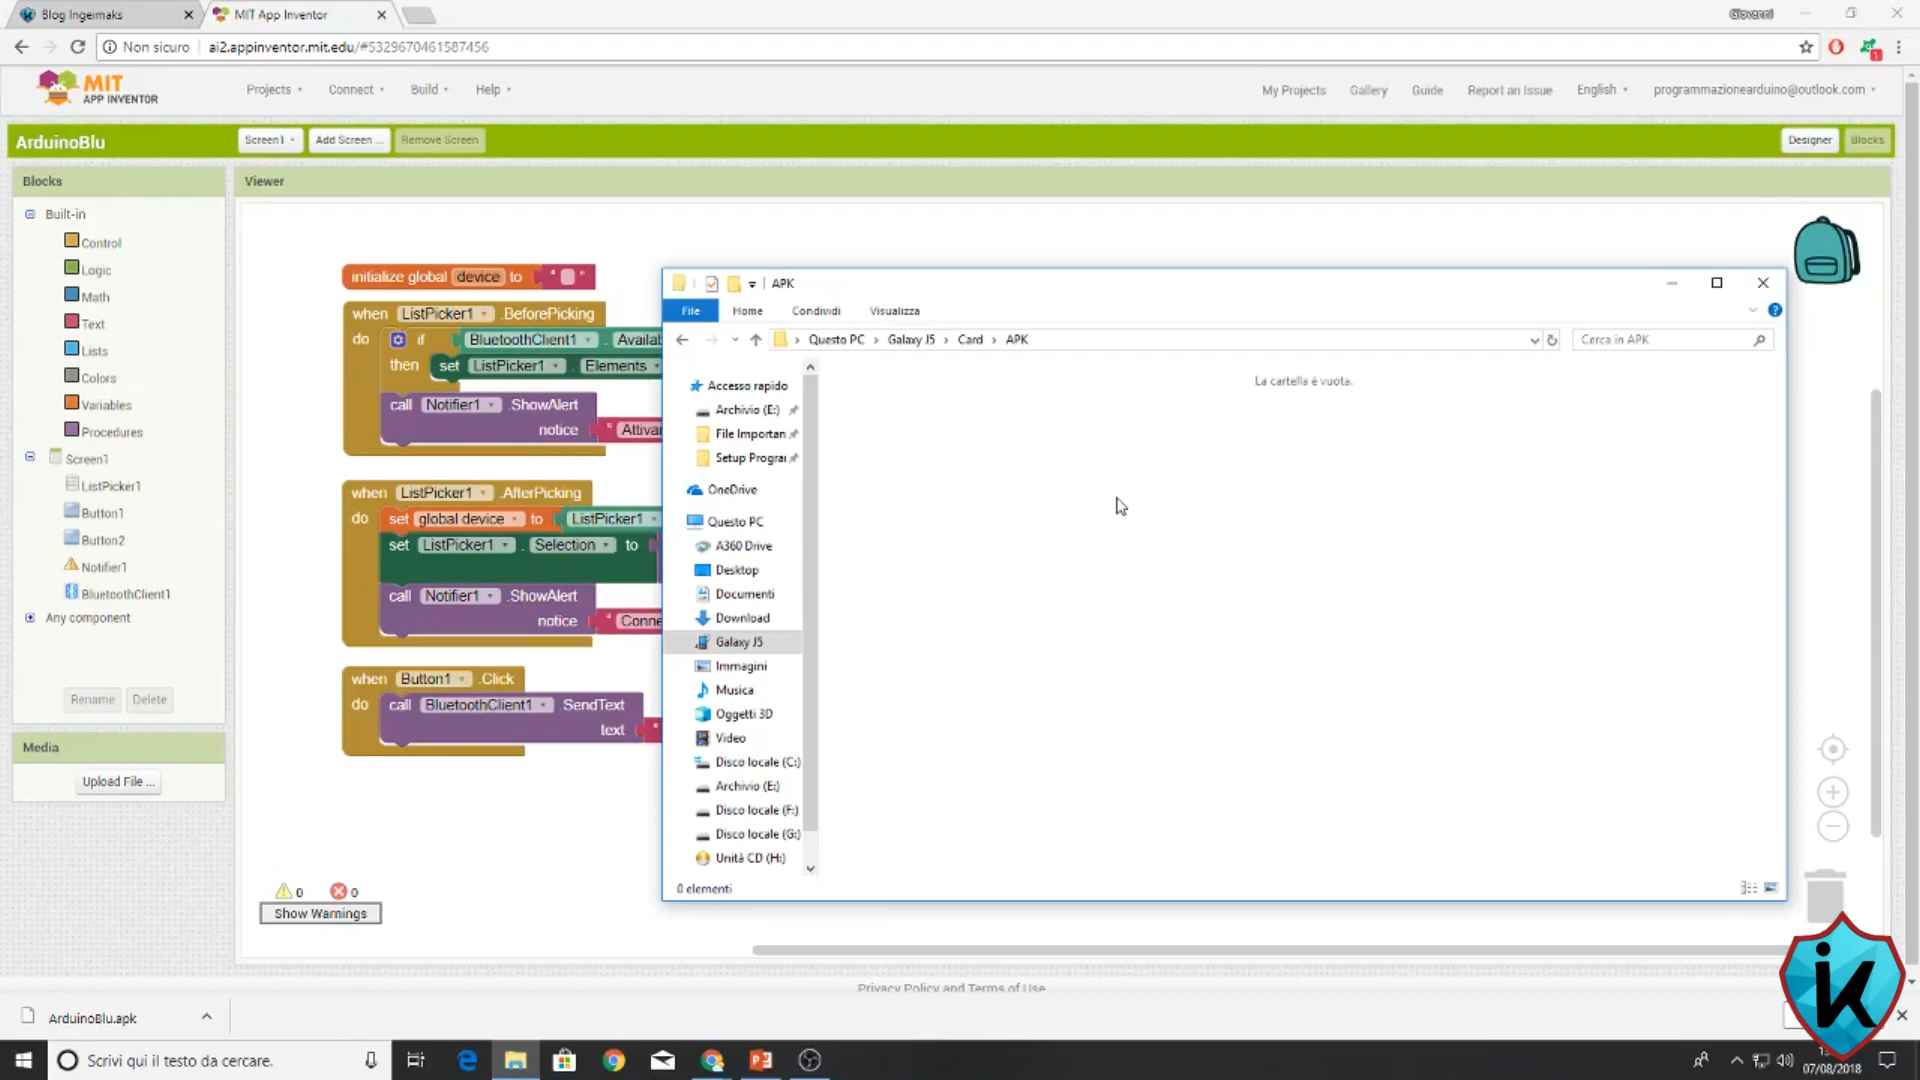 Blog Ingeimaks
MIT App Inventor
Giovanni
Non sicuro
ai2.appinventor.mit.edu/#5329670461587456
MIT
APP INVENTOR
Projects
Connect
Build
Help
My Projects
Gallery
Guide
Report an Issue
English
programmazionearduino@outlook.com
ArduinoBlu
Screen1
Add Screen ...
Remove Screen
Designer
Blocks
Blocks
Viewer
Built-in
Control
Logic
Math
Text
Lists
Colors
Variables
Procedures
Screen1
ListPicker1
Button1
Button2
Notifier1
BluetoothClient1
Any component
Rename
Delete
Media
Upload File ...
initialize global device to " "
when ListPicker1 .BeforePicking
do if BluetoothClient1 . Availab
then set ListPicker1 . Elements
call Notifier1 .ShowAlert
notice " Attivar
when ListPicker1 .AfterPicking
do set global device to ListPicker1
set ListPicker1 . Selection to
call Notifier1 .ShowAlert
notice " Conne
when Button1 .Click
do call BluetoothClient1 .SendText
text "
0
0
Show Warnings
APK
File
Home
Condividi
Visualizza
Questo PC
Galaxy J5
Card
APK
Cerca in APK
La cartella è vuota.
Accesso rapido
Archivio (E:)
File Importan
Setup Progra
OneDrive
Questo PC
A360 Drive
Desktop
Documenti
Download
Galaxy J5
Immagini
Musica
Oggetti 3D
Video
Disco locale (C:)
Archivio (E:)
Disco locale (F:)
Disco locale (G:)
Unità CD (H:)
0 elementi
Privacy Policy and Terms of Use
ArduinoBlu.apk
Scrivi qui il testo da cercare.
07/08/2018
ik